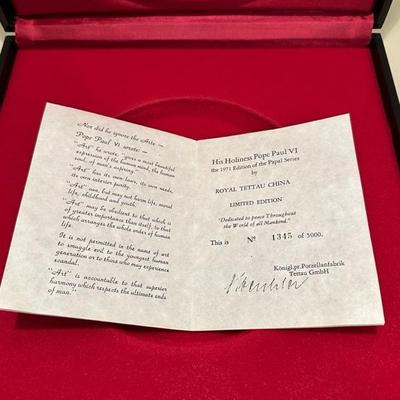 Nor did he ignore the Arts —
Pope Paul VI wrote: —
"Art" he wrote, "gives a most beautiful
expression of the human mind, the human
soul, of man's aspiring.
"Art" has its own laws, its own needs,
its own interior purity.
"Art" can, but may not harm life, moral
life, childhood and youth.
"Art" may be obedient to that which is
of greater importance than itself, to that
which arranges the whole order of human
life.
It is not permitted in the name of art
to smuggle evil to the youngest human
generation or to those who may experience
scandal.
"Art" is accountable to that superior
harmony which respects the ultimate ends
of man."
His Holiness Pope Paul VI
the 1971 Edition of the Papal Series
by
ROYAL TETTAU CHINA
LIMITED EDITION
"Dedicated to peace Throughout
the World of all Mankind."
This is Nº 1345 of 5000.
Königl.pr.Porzellanfabrik
Tettau GmbH